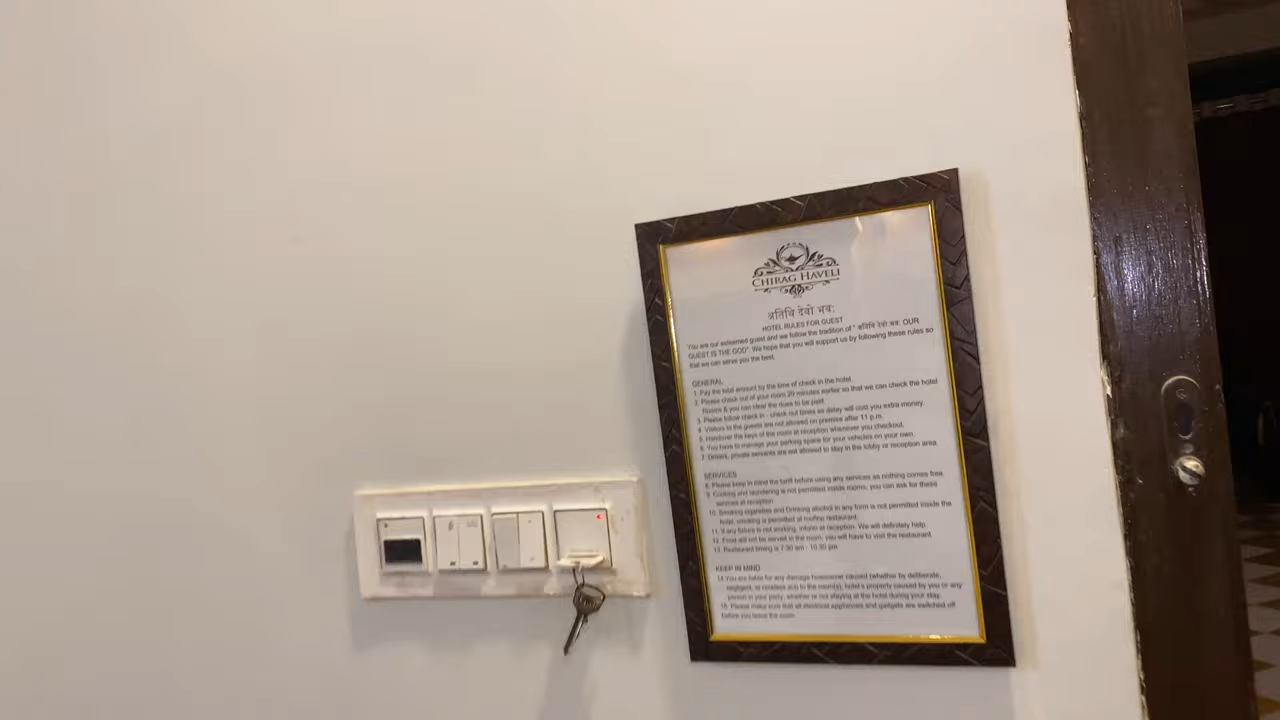 CHIRAG HAVELI
अतिथि देवो भवः
HOTEL RULES FOR GUEST
You are our esteemed guest and we follow the tradition of " अतिथि देवो भवः OUR
GUEST IS THE GOD". We hope that you will support us by following these rules so
that we can serve you the best.
GENERAL
1. Pay the total amount by the time of check in the hotel.
2. Please check out of your room 20 minutes earlier so that we can check the hotel
Rooms & you can clear the dues to be paid.
3. Please follow check in - check out times as delay will cost you extra money.
4. Visitors to the guests are not allowed on premise after 11 p.m.
5. Handover the keys of the room at reception whenever you checkout.
6. You have to manage your parking space for your vehicles on your own.
7. Drivers, private servants are not allowed to stay in the lobby or reception area.
SERVICES
8. Please keep in mind the tariff before using any services as nothing comes free.
9. Cooking and laundering is not permitted inside rooms, you can ask for these
services at reception.
10. Smoking cigarettes and Drinking alcohol in any form is not permitted inside the
hotel, smoking is permitted at rooftop restaurant.
11. If any fixture is not working, inform at reception. We will definitely help.
12. Food will not be served in the room, you will have to visit the restaurant.
13. Restaurant timing is 7:30 am - 10:30 pm
KEEP IN MIND
14. You are liable for any damage howsoever caused (whether by deliberate,
negligent, or reckless act) to the room(s), hotel's property caused by you or any
person in your party, whether or not staying at the hotel during your stay.
15. Please make sure that all electrical appliances and gadgets are switched off
before you leave the room.